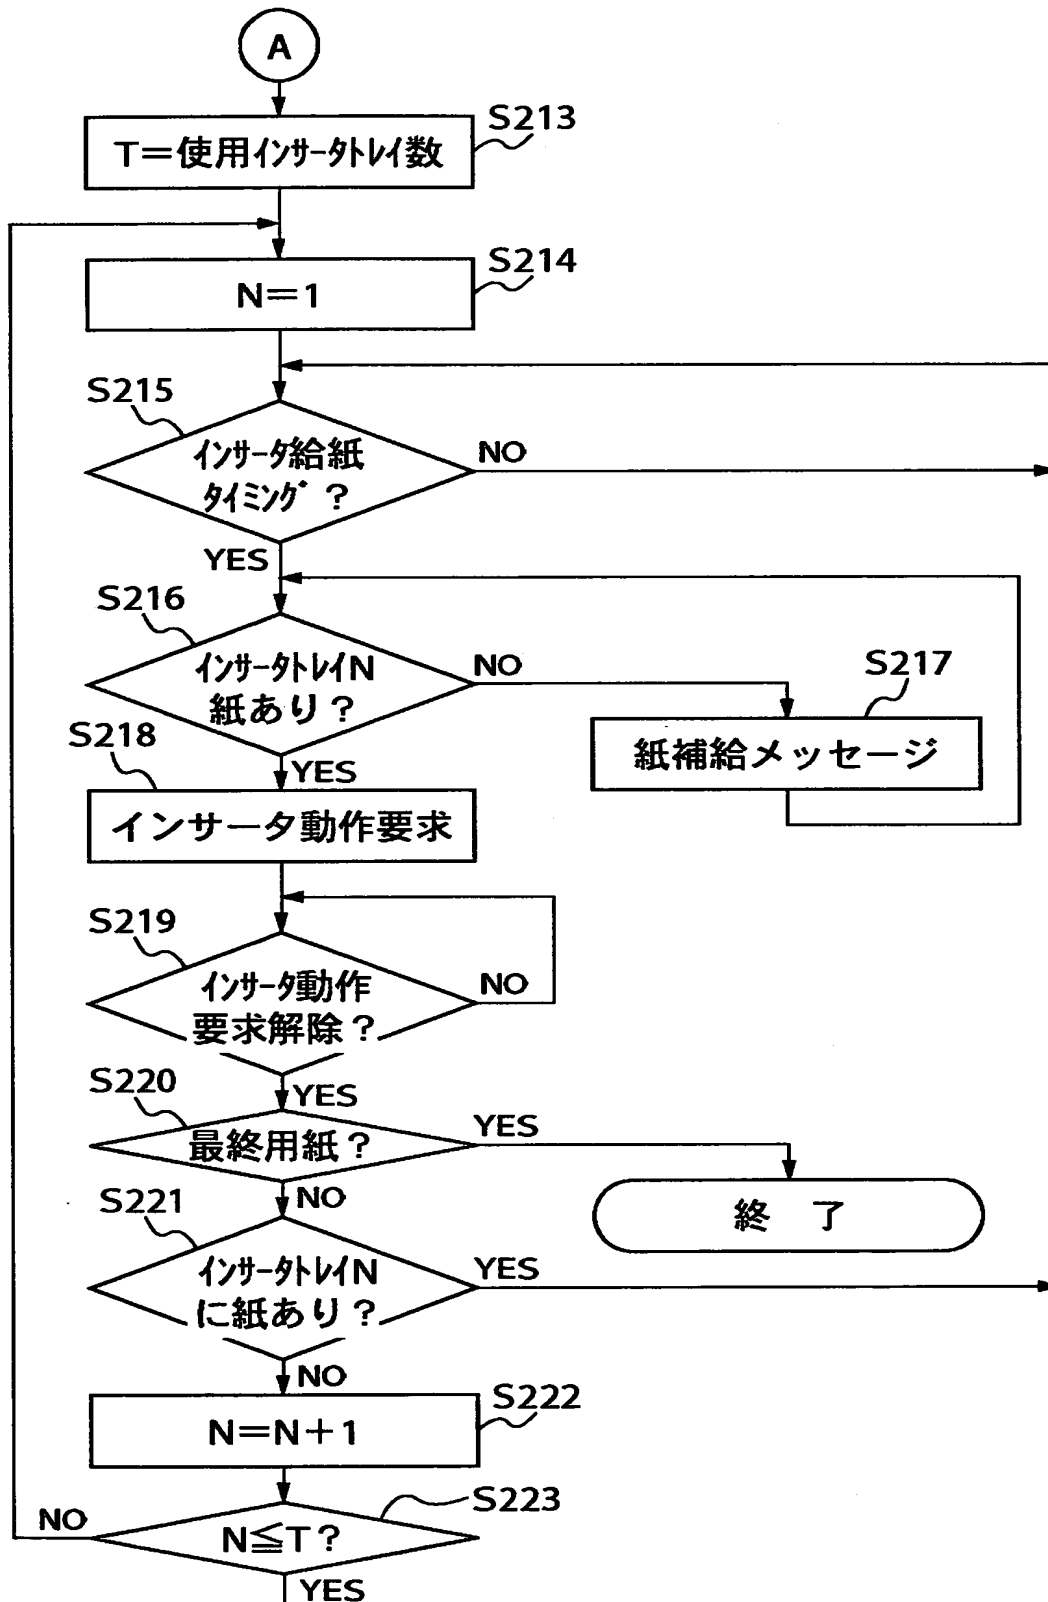 A
S213
T=使用インサータトレイ数
S214
N=1
S215
インサータ給紙
タイミング?
NO
YES
S216
インサータトレイN
紙あり?
NO
S217
紙補給メッセージ
S218
YES
インサータ動作要求
S219
インサータ動作
要求解除?
NO
YES
S220
最終用紙?
YES
NO
終 了
S221
インサータトレイN
に紙あり?
YES
NO
S222
N=N+1
S223
N≦T?
NO
YES